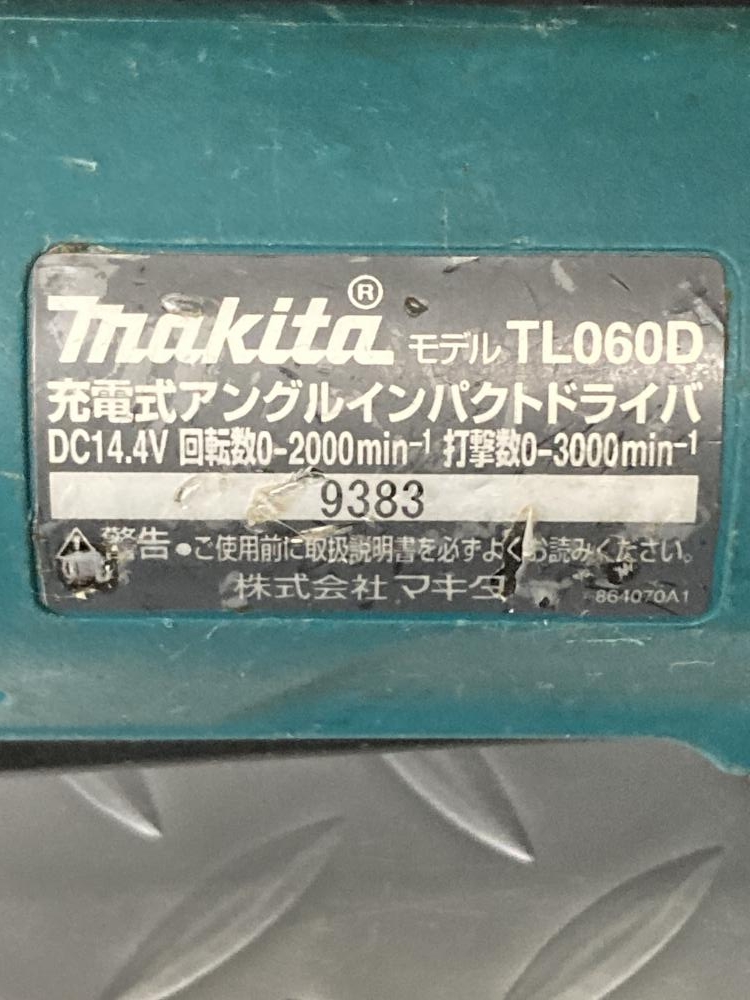 makita® モデル TL060D
充電式アングルインパクトドライバ
DC14.4V 回転数0-2000min-1 打撃数0-3000min-1
9383
警告 ●ご使用前に取扱説明書を必ずよくお読みください。
株式会社 マキタ 864070A1